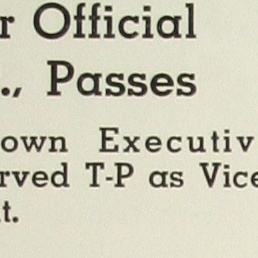 r Official
., Passes
own Executiv
rved T-P as Vice
t.